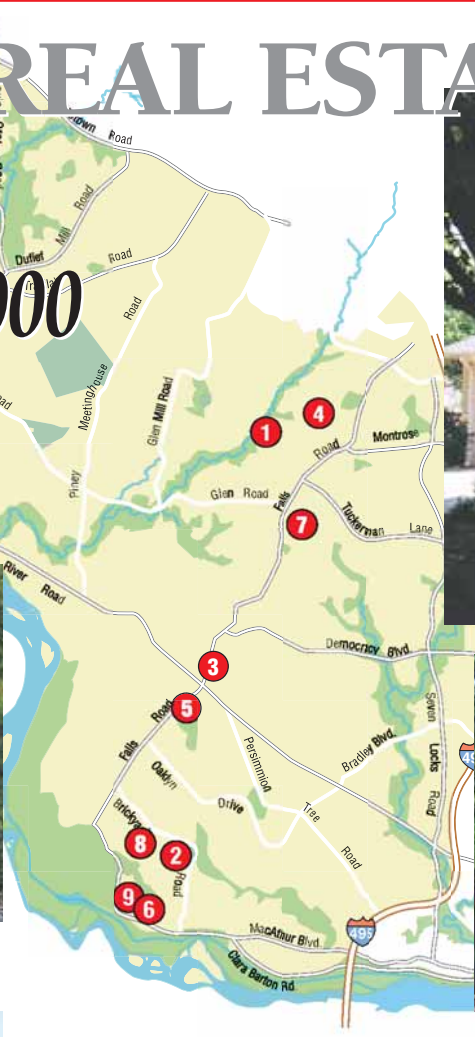 REAL ESTA
town Road
Mill Road
Dufief
Road
000
Road
Meetinghouse
Piney
Glen Mill Road
4
1
Road
Montrose
Glen Road
Falls
7
Tuckerman Lane
River Road
Democracy Blvd.
3
5
Road
Falls
Persimmion
Tree
Road
Bradley Blvd.
Seven
Locks
Road
Oaklyn
Drive
8
2
Road
9
6
MacArthur Blvd.
495
Clara Barton Rd.